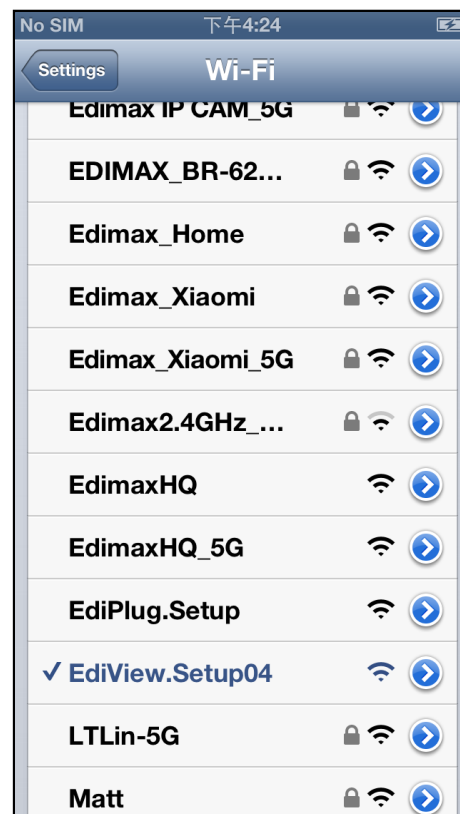 No SIM 下午4:24
Settings Wi-Fi
Edimax IP CAM_5G
EDIMAX_BR-62...
Edimax_Home
Edimax_Xiaomi
Edimax_Xiaomi_5G
Edimax2.4GHz_...
EdimaxHQ
EdimaxHQ_5G
EdiPlug.Setup
EdiView.Setup04
LTLin-5G
Matt